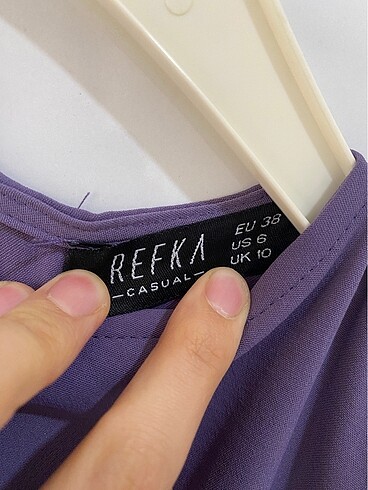 REFKA
—CASUAL—
EU 38
US 6
UK 10